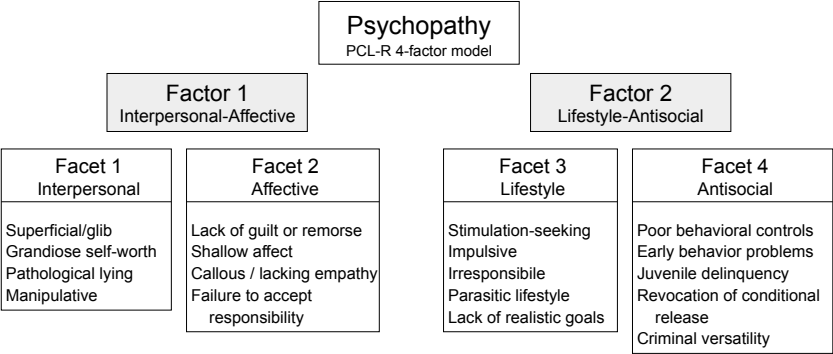 Psychopathy
PCL-R 4-factor model
Factor 1
Interpersonal-Affective
Factor 2
Lifestyle-Antisocial
Facet 1
Interpersonal
Superficial/glib
Grandiose self-worth
Pathological lying
Manipulative
Facet 2
Affective
Lack of guilt or remorse
Shallow affect
Callous / lacking empathy
Failure to accept
responsibility
Facet 3
Lifestyle
Stimulation-seeking
Impulsive
Irresponsibile
Parasitic lifestyle
Lack of realistic goals
Facet 4
Antisocial
Poor behavioral controls
Early behavior problems
Juvenile delinquency
Revocation of conditional
release
Criminal versatility